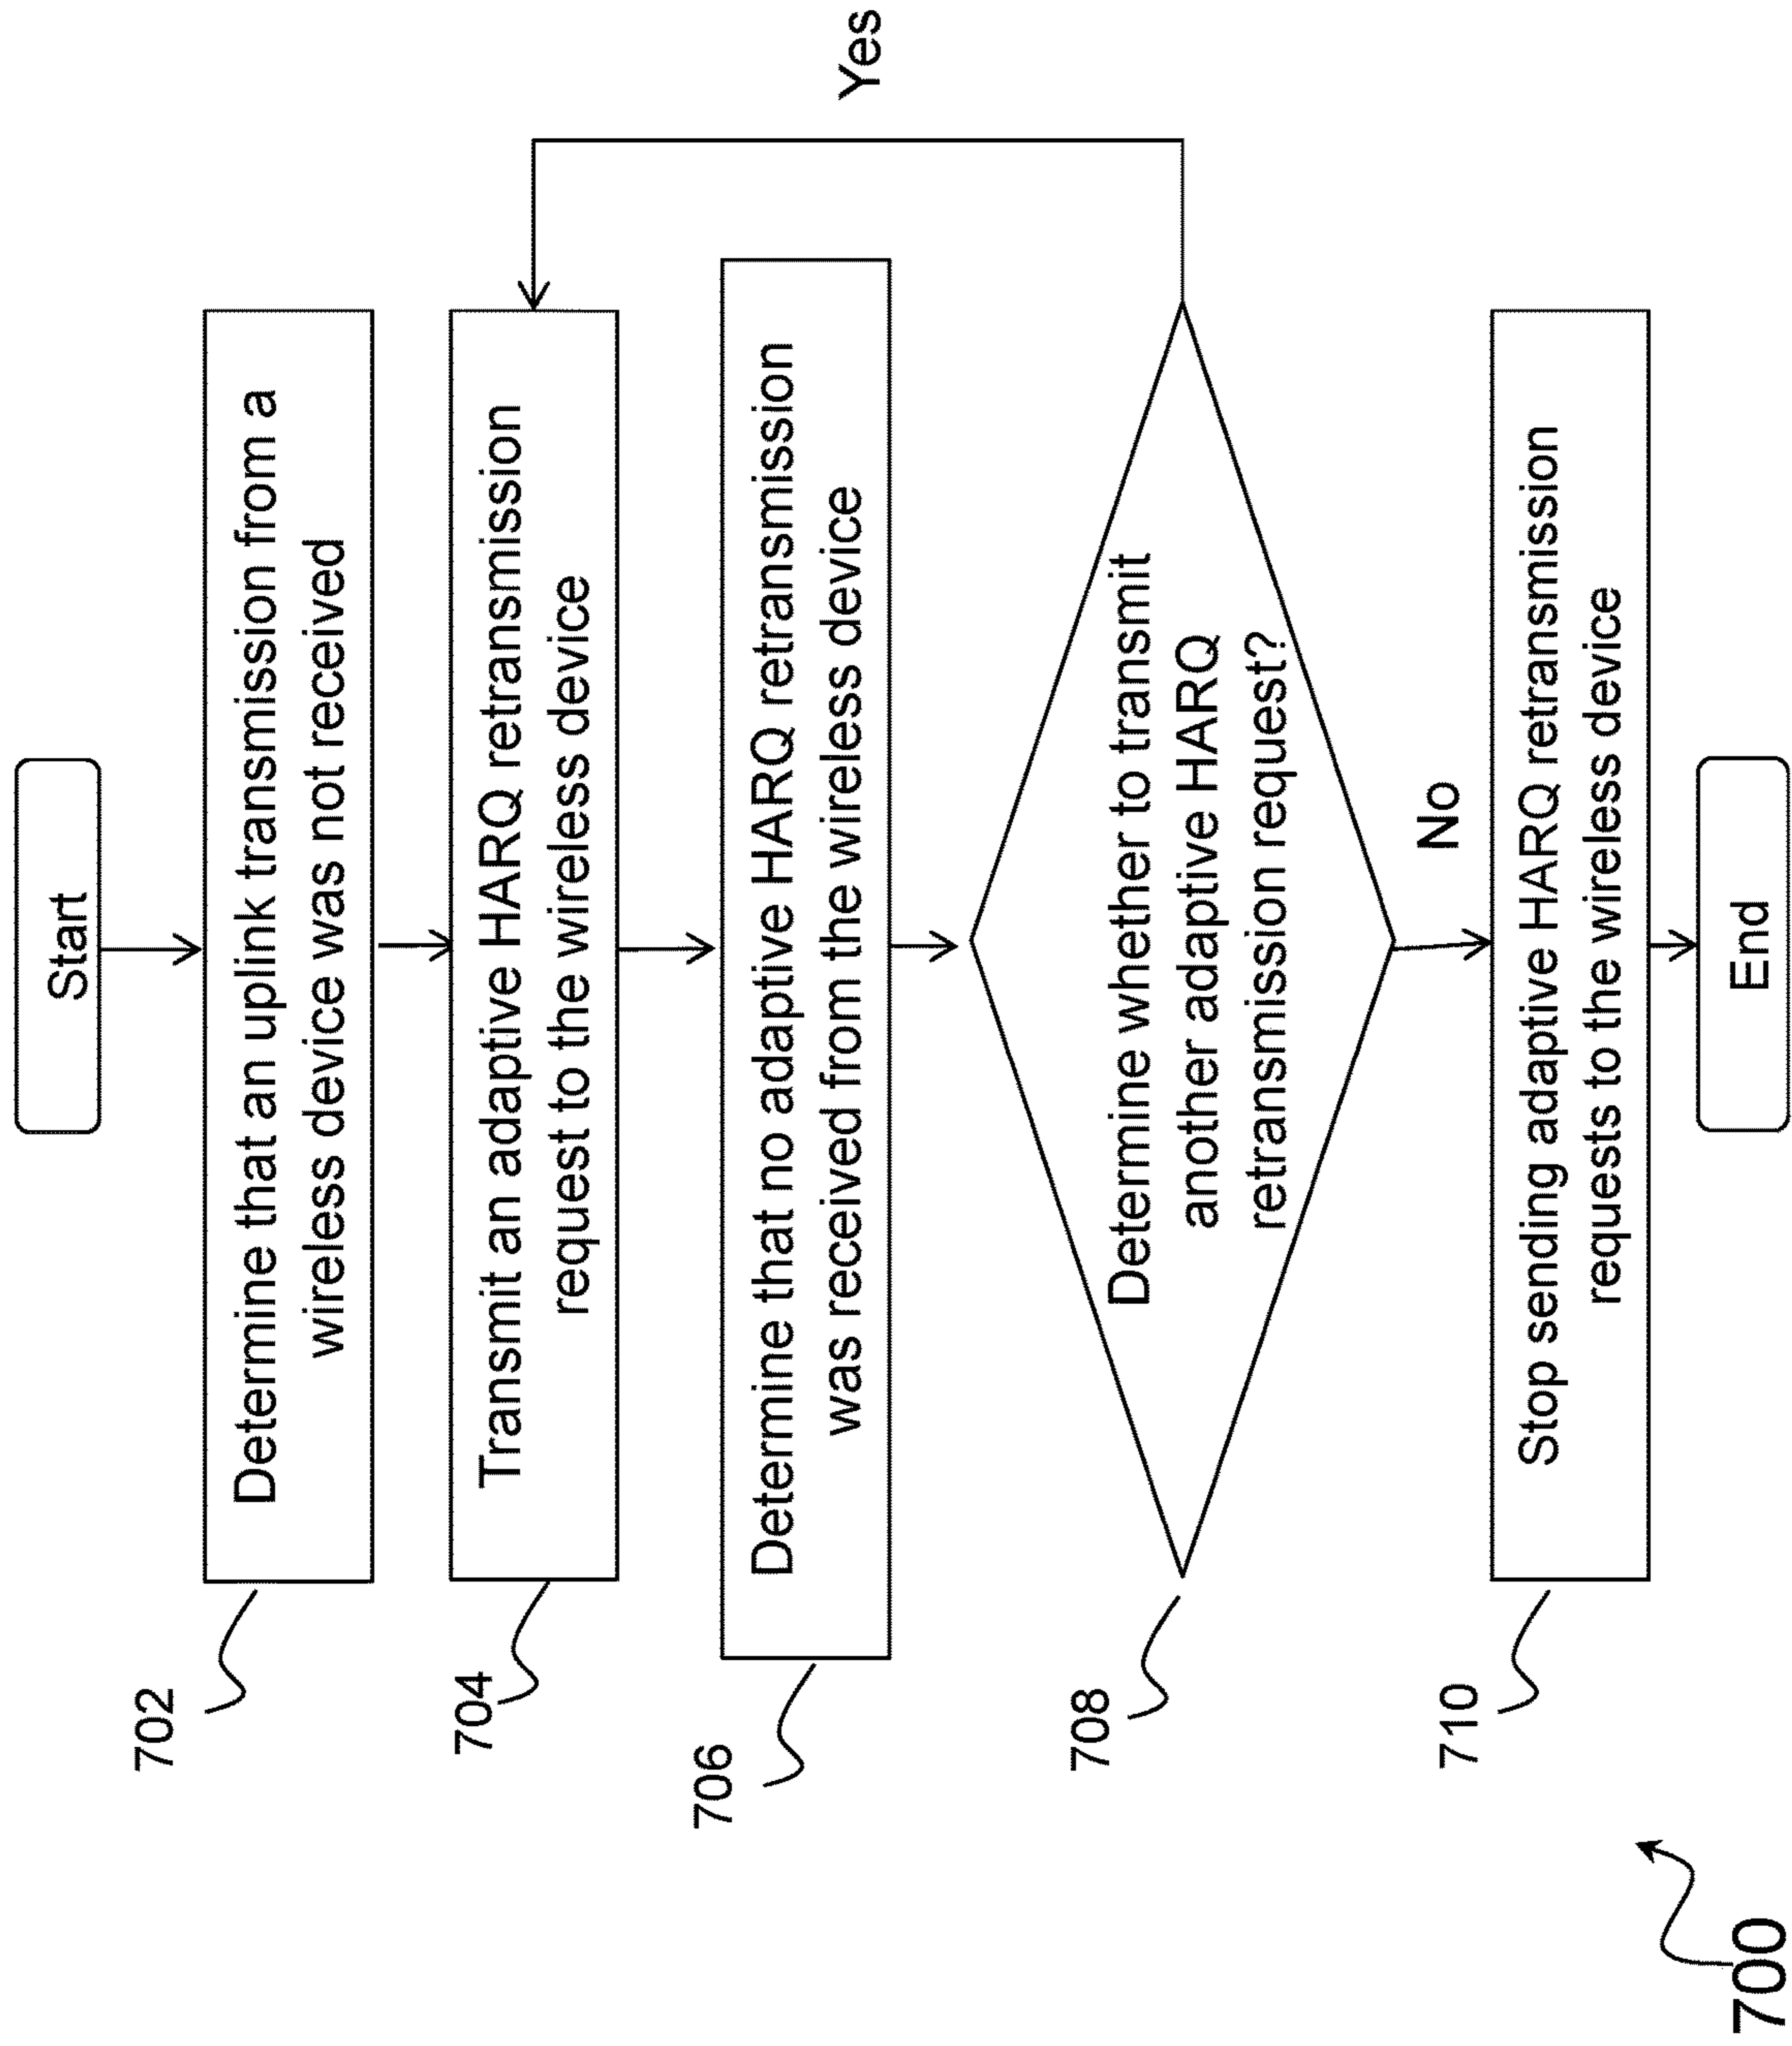 Start
702
Determine that an uplink transmission from a
wireless device was not received
704
Transmit an adaptive HARQ retransmission
request to the wireless device
706
Determine that no adaptive HARQ retransmission
was received from the wireless device
708
Determine whether to transmit
another adaptive HARQ
retransmission request?
Yes
No
710
Stop sending adaptive HARQ retransmission
requests to the wireless device
End
700